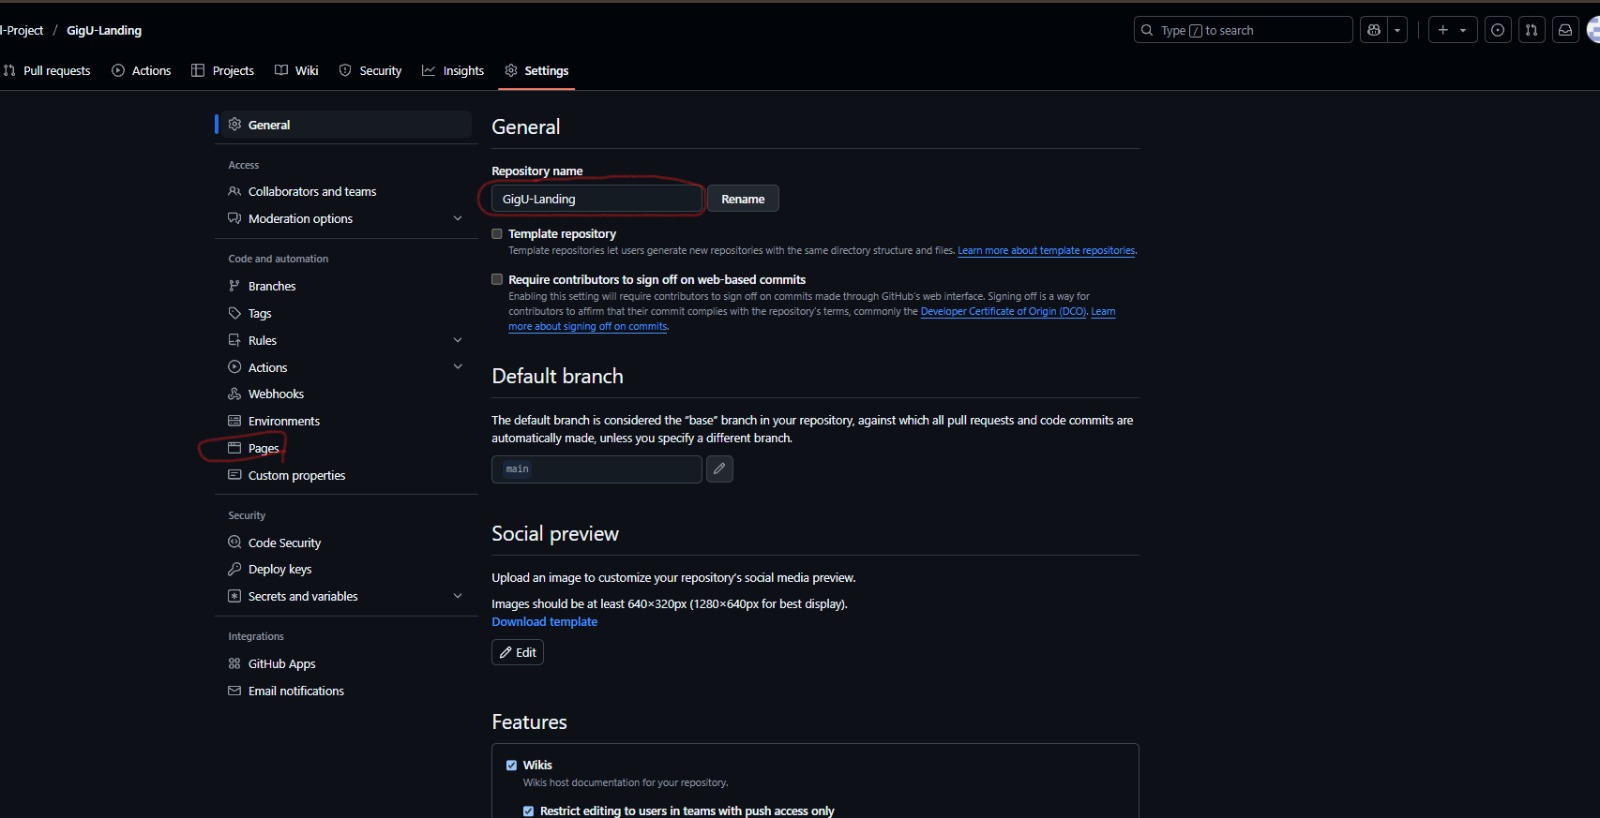 l-Project / GigU-Landing
Type / to search
Pull requests Actions Projects Wiki Security Insights Settings
General
Access
Collaborators and teams
Moderation options
Code and automation
Branches
Tags
Rules
Actions
Webhooks
Environments
Pages
Custom properties
Security
Code Security
Deploy keys
Secrets and variables
Integrations
GitHub Apps
Email notifications
General
Repository name
GigU-Landing Rename
Template repository
Template repositories let users generate new repositories with the same directory structure and files. Learn more about template repositories.
Require contributors to sign off on web-based commits
Enabling this setting will require contributors to sign off on commits made through GitHub's web interface. Signing off is a way for
contributors to affirm that their commit complies with the repository's terms, commonly the Developer Certificate of Origin (DCO). Learn
more about signing off on commits.
Default branch
The default branch is considered the "base" branch in your repository, against which all pull requests and code commits are
automatically made, unless you specify a different branch.
main
Social preview
Upload an image to customize your repository's social media preview.
Images should be at least 640×320px (1280×640px for best display).
Download template
Edit
Features
Wikis
Wikis host documentation for your repository.
Restrict editing to users in teams with push access only